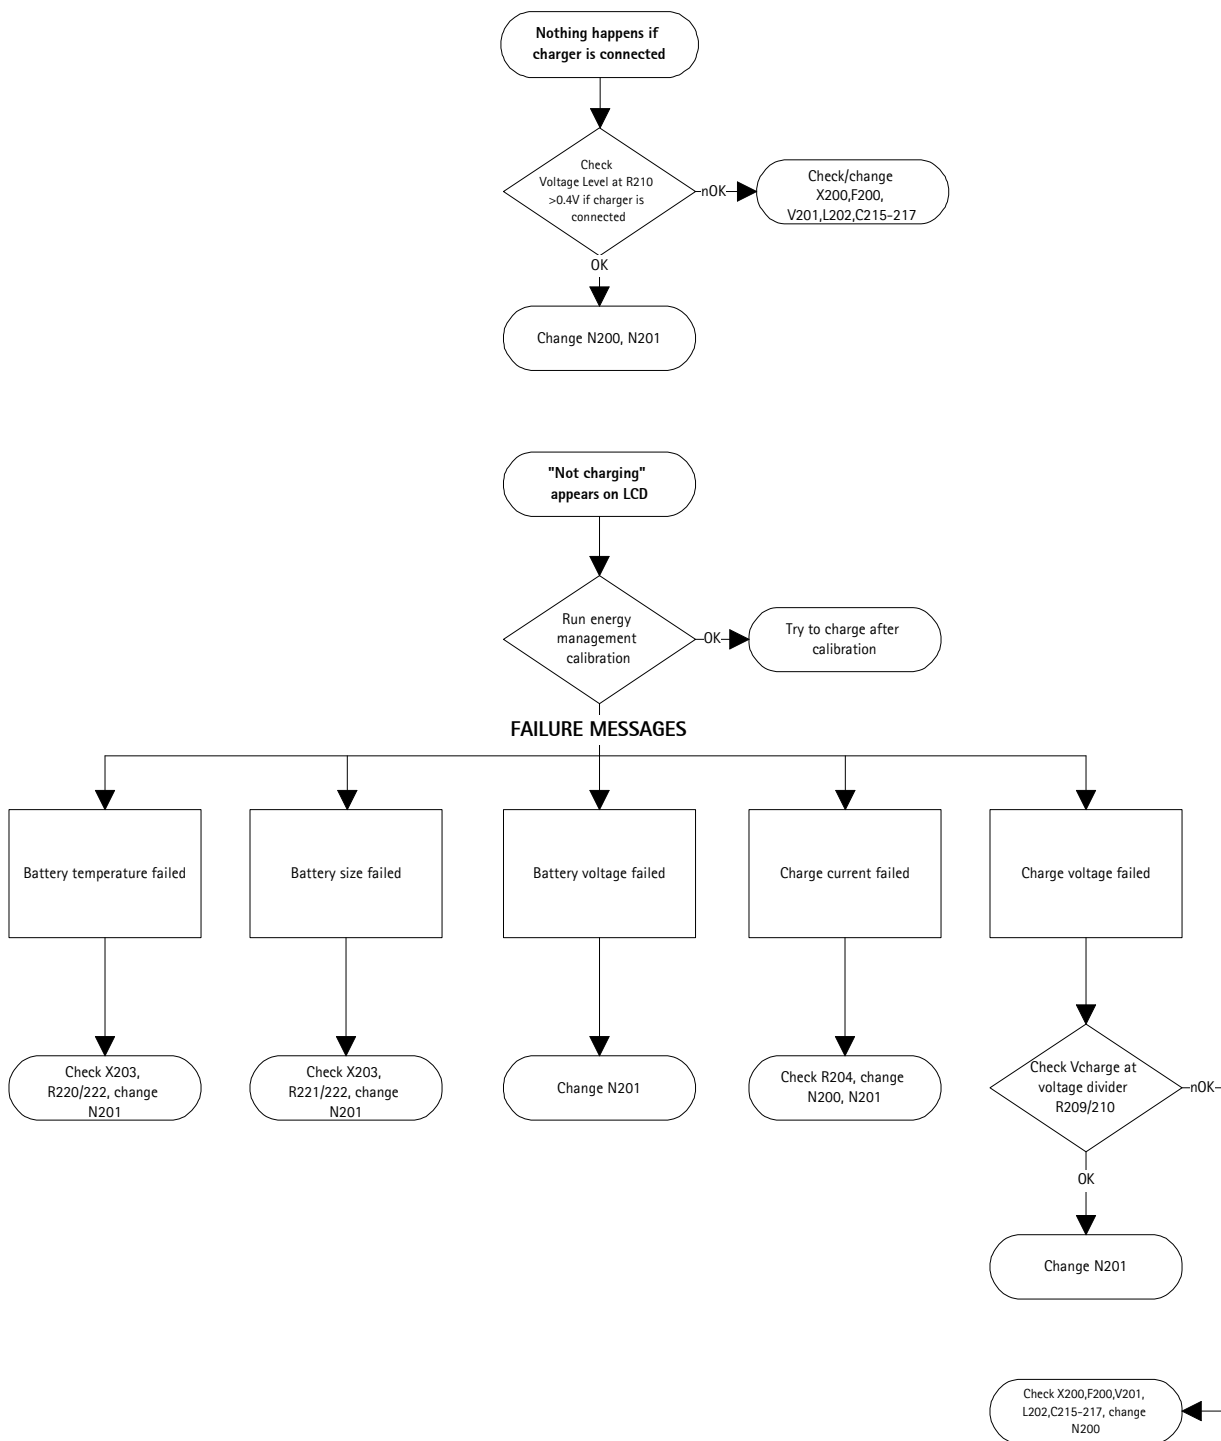 Nothing happens if
charger is connected
Check
Voltage Level at R210
>0.4V if charger is
connected
nOK
Check/change
X200,F200,
V201,L202,C215-217
OK
Change N200, N201
"Not charging"
appears on LCD
Run energy
management
calibration
OK
Try to charge after
calibration
FAILURE MESSAGES
Battery temperature failed
Battery size failed
Battery voltage failed
Charge current failed
Charge voltage failed
Check X203,
R220/222, change
N201
Check X203,
R221/222, change
N201
Change N201
Check R204, change
N200, N201
Check Vcharge at
voltage divider
R209/210
nOK
OK
Change N201
Check X200,F200,V201,
L202,C215-217, change
N200